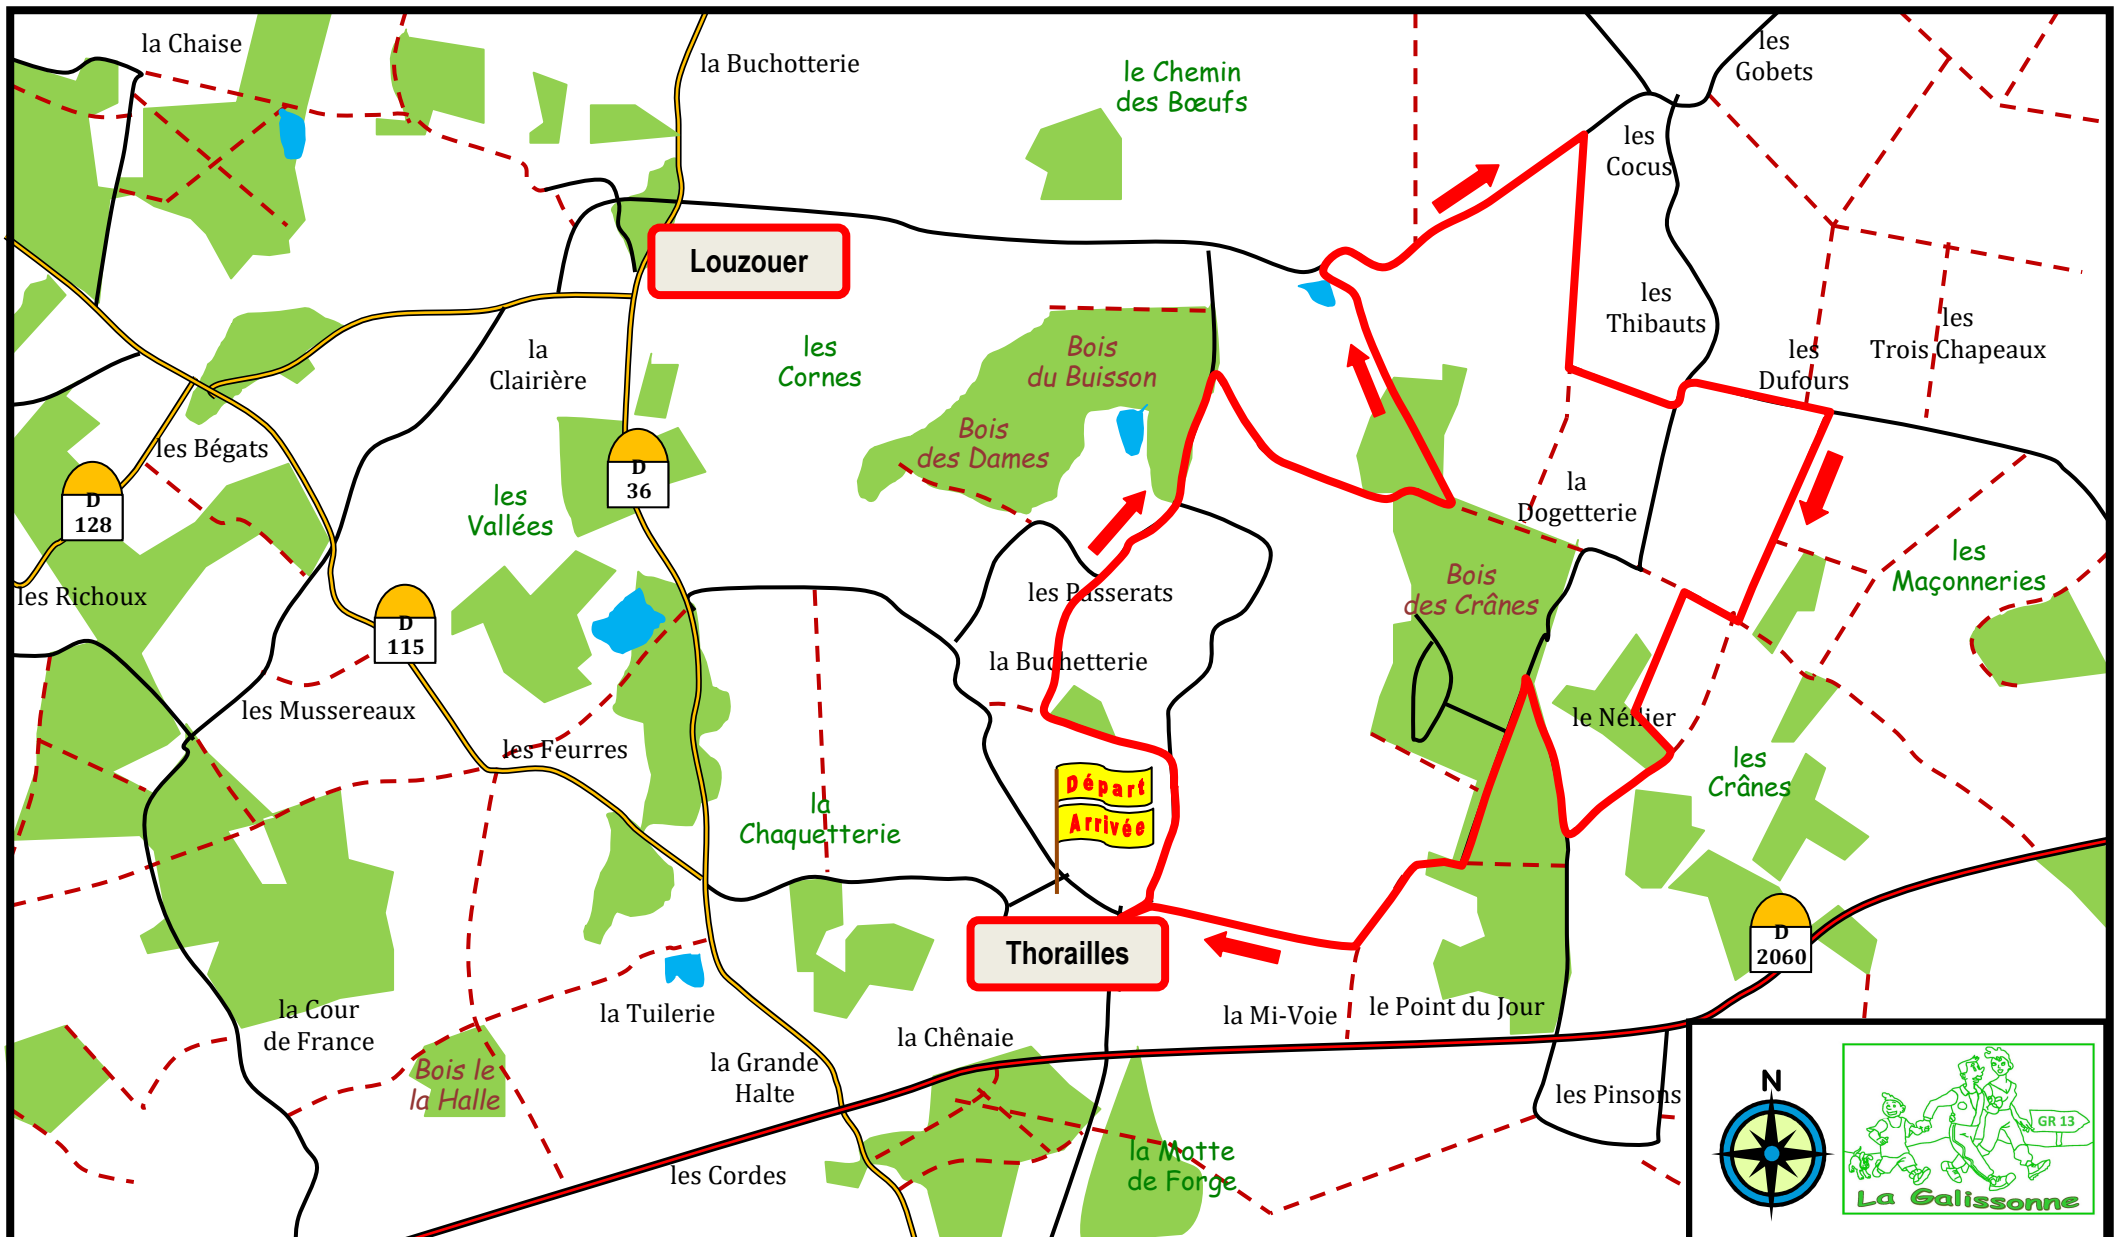 la Chaise
la Buchotterie
le Chemin
des Bœufs
les
Gobets
les
Cocus
Louzouer
les
Thibauts
les
Trois Chapeaux
les
Dufours
la
Clairière
les
Cornes
Bois
du Buisson
Bois
des Dames
les Bégats
D
36
D
128
les
Vallées
la
Dogetterie
les
Maçonneries
les Richoux
les Passerats
Bois
des Crânes
D
115
la Buchetterie
les Mussereaux
le Nérier
les Feurres
les
Crânes
Départ
Arrivée
la
Chaquetterie
Thorailles
D
2060
la Cour
de France
la Tuilerie
la Mi-Voie
le Point du Jour
la Chênaie
Bois le
la Halle
la Grande
Halte
les Pinsons
les Cordes
la Motte
de Forge
N
GR 13
La Galissonne